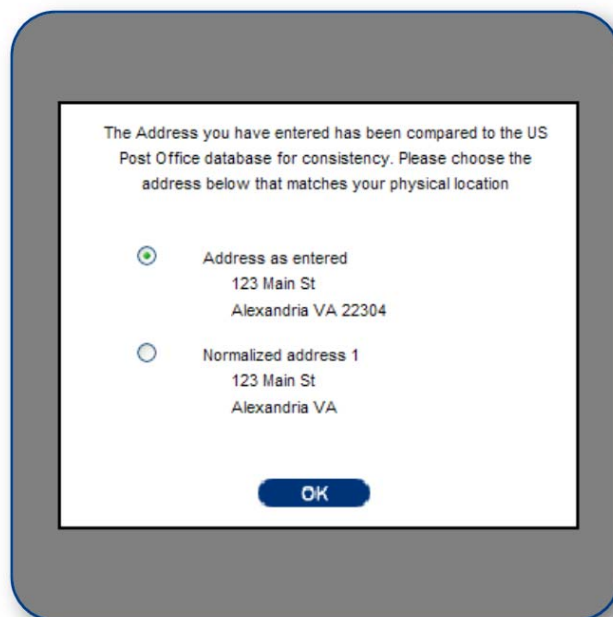 The Address you have entered has been compared to the US
Post Office database for consistency. Please choose the
address below that matches your physical location
Address as entered
123 Main St
Alexandria VA 22304
Normalized address 1
123 Main St
Alexandria VA
OK